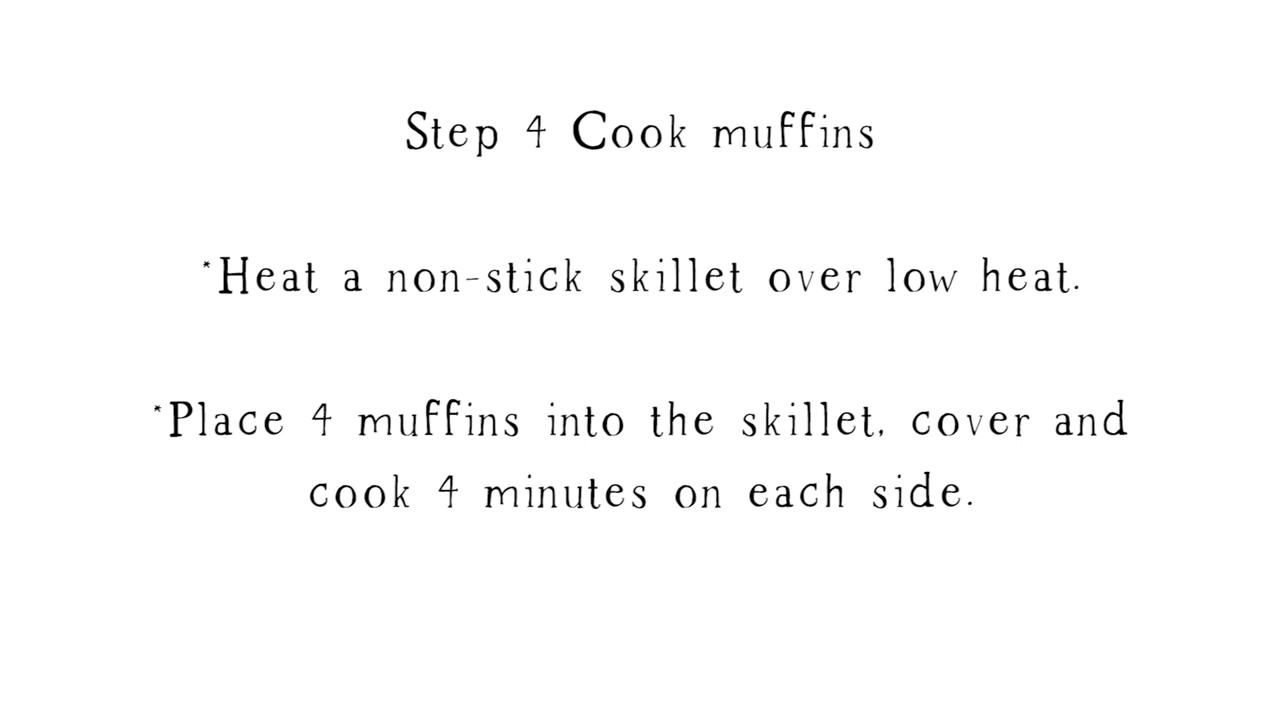 Step 4 Cook muffins
*Heat a non-stick skillet over low heat.
*Place 4 muffins into the skillet, cover and
cook 4 minutes on each side.